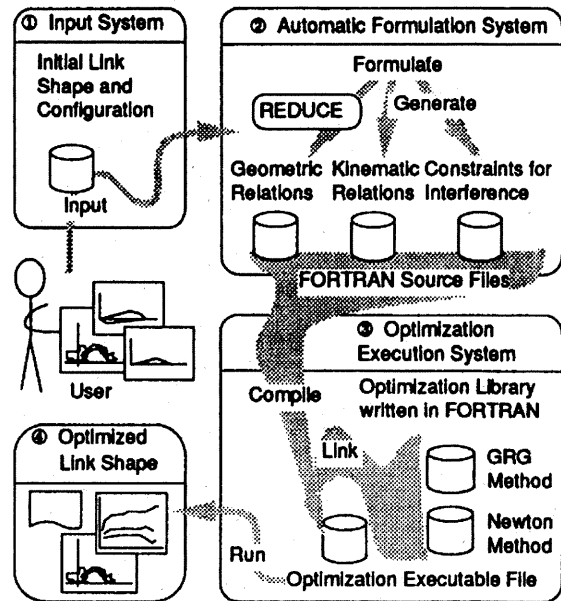 ① Input System
Initial Link
Shape and
Configuration
Input
User
② Automatic Formulation System
Formulate
REDUCE
Generate
Geometric
Relations
Kinematic
Relations
Constraints for
Interference
FORTRAN Source Files
③ Optimization
Execution System
Compile
Optimization Library
written in FORTRAN
Link
GRG
Method
Newton
Method
Run
Optimization Executable File
④ Optimized
Link Shape